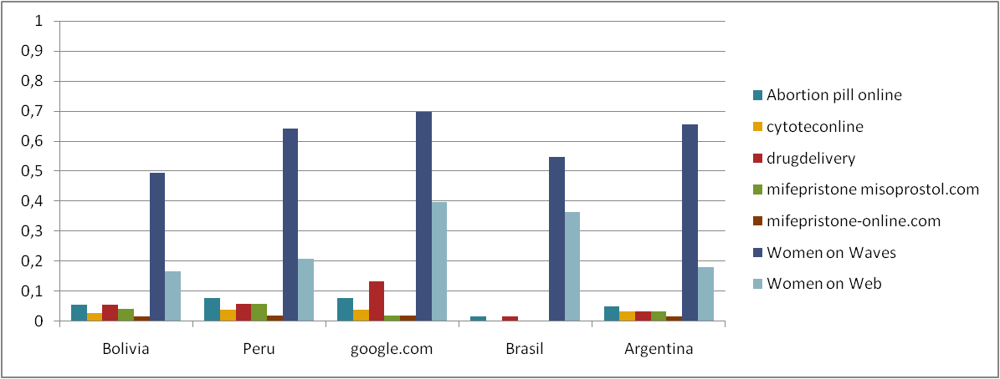 1
0,9
0,8
0,7
0,6
0,5
0,4
0,3
0,2
0,1
0
Bolivia
Peru
google.com
Brasil
Argentina
Abortion pill online
cytoteconline
drugdelivery
mifepristone misoprostol.com
mifepristone-online.com
Women on Waves
Women on Web